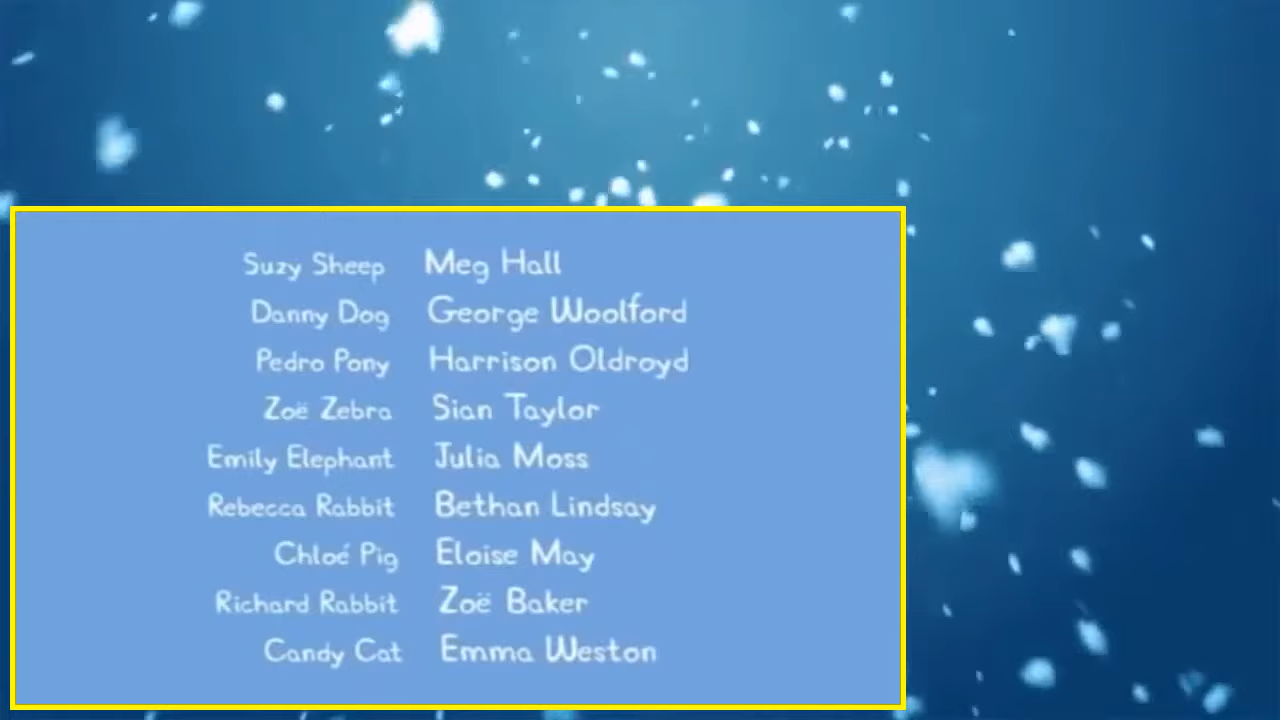 Suzy Sheep Meg Hall
Danny Dog George Woolford
Pedro Pony Harrison Oldroyd
Zoë Zebra Sian Taylor
Emily Elephant Julia Moss
Rebecca Rabbit Bethan Lindsay
Chloé Pig Eloise May
Richard Rabbit Zoë Baker
Candy Cat Emma Weston